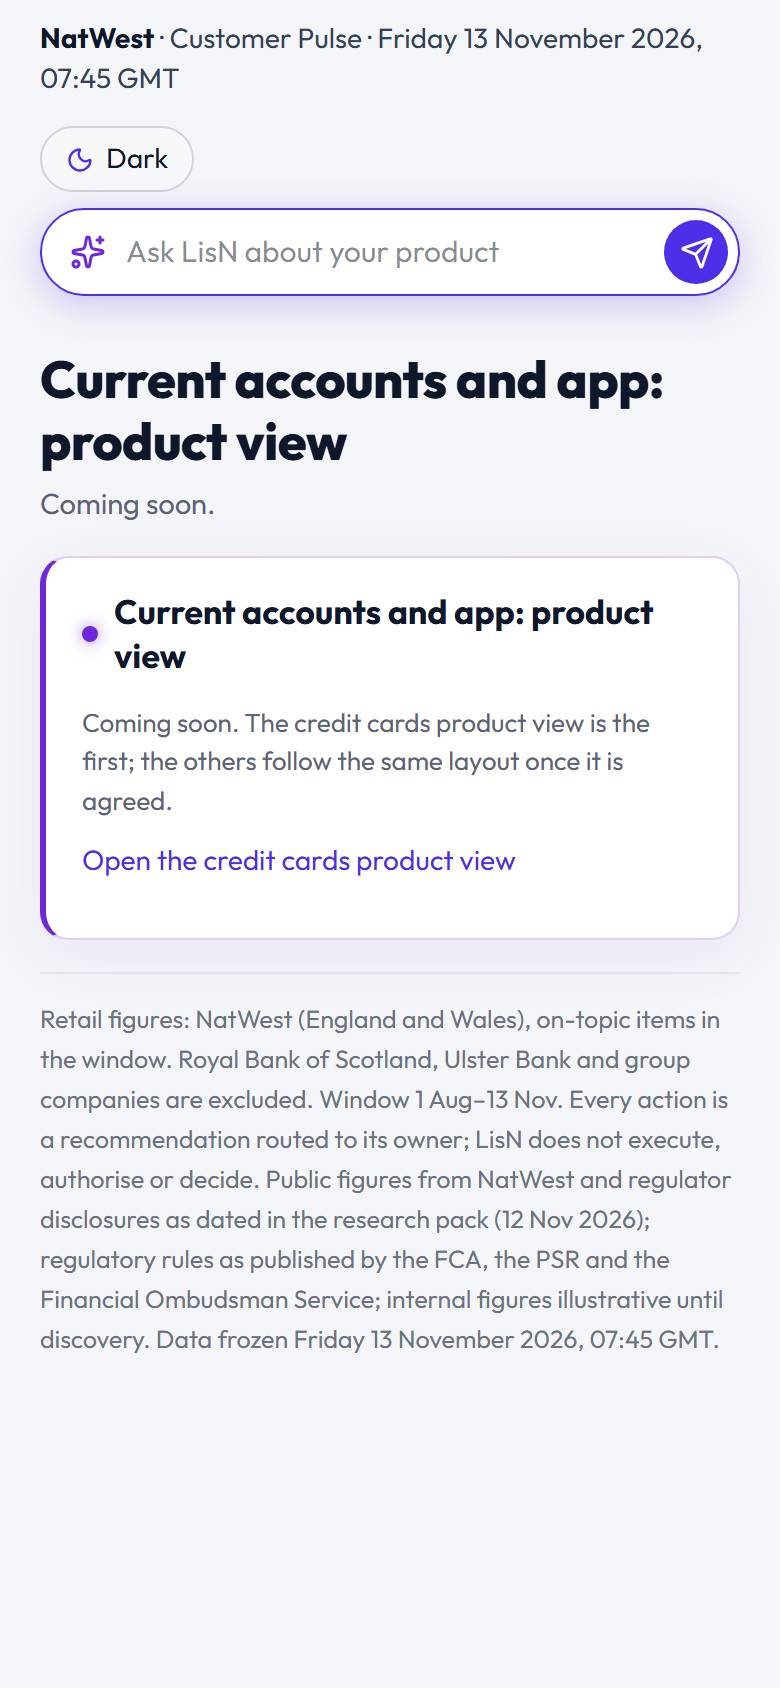 NatWest · Customer Pulse · Friday 13 November 2026,
07:45 GMT
Dark
Ask LisN about your product
Current accounts and app:
product view
Coming soon.
Current accounts and app: product
view
Coming soon. The credit cards product view is the
first; the others follow the same layout once it is
agreed.
Open the credit cards product view
Retail figures: NatWest (England and Wales), on-topic items in
the window. Royal Bank of Scotland, Ulster Bank and group
companies are excluded. Window 1 Aug–13 Nov. Every action is
a recommendation routed to its owner; LisN does not execute,
authorise or decide. Public figures from NatWest and regulator
disclosures as dated in the research pack (12 Nov 2026);
regulatory rules as published by the FCA, the PSR and the
Financial Ombudsman Service; internal figures illustrative until
discovery. Data frozen Friday 13 November 2026, 07:45 GMT.